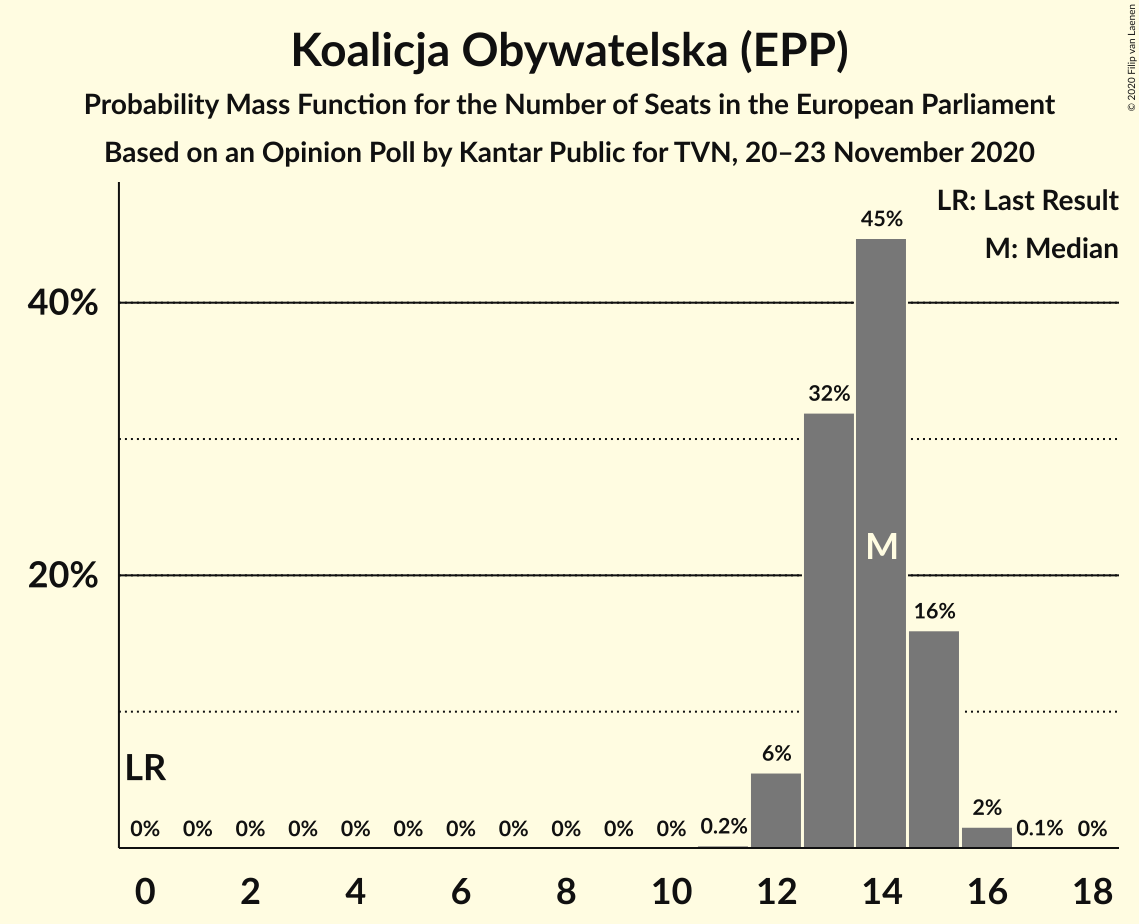 Koalicja Obywatelska (EPP)
Probability Mass Function for the Number of Seats in the European Parliament
Based on an Opinion Poll by Kantar Public for TVN, 20–23 November 2020
© 2020 Filip van Laenen
LR: Last Result
M: Median
45%
40%
32%
M
20%
16%
LR
6%
2%
0% 0% 0% 0% 0% 0% 0% 0% 0% 0% 0% 0.2% 0.1% 0%
0 2 4 6 8 10 12 14 16 18